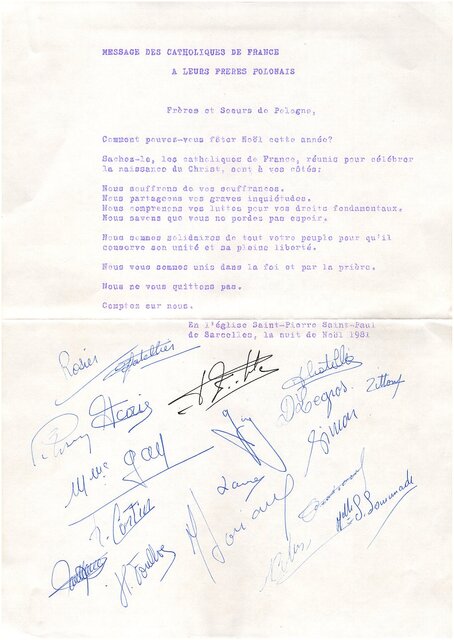 MESSAGE DES CATHOLIQUES DE FRANCE
A LEURS FRERES POLONAIS
Frères et Soeurs de Pologne,
Comment pouvez-vous fêter Noël cette année?
Sachez-le, les catholiques de France, réunis pour célébrer
la naissance du Christ, sont à vos côtés:
Nous souffrons de vos souffrances.
Nous partageons vos graves inquiétudes.
Nous comprenons vos luttes pour vos droits fondamentaux.
Nous savons que vous ne perdez pas espoir.
Nous sommes solidaires de tout votre peuple pour qu'il
conserve son unité et sa pleine liberté.
Nous vous sommes unis dans la foi et par la prière.
Nous ne vous quittons pas.
Comptez sur nous.
En l'église Saint-Pierre Saint-Paul
de Sarcelles, la nuit de Noël 1981
Rosier
DeLegros
Simon
Mme Gay